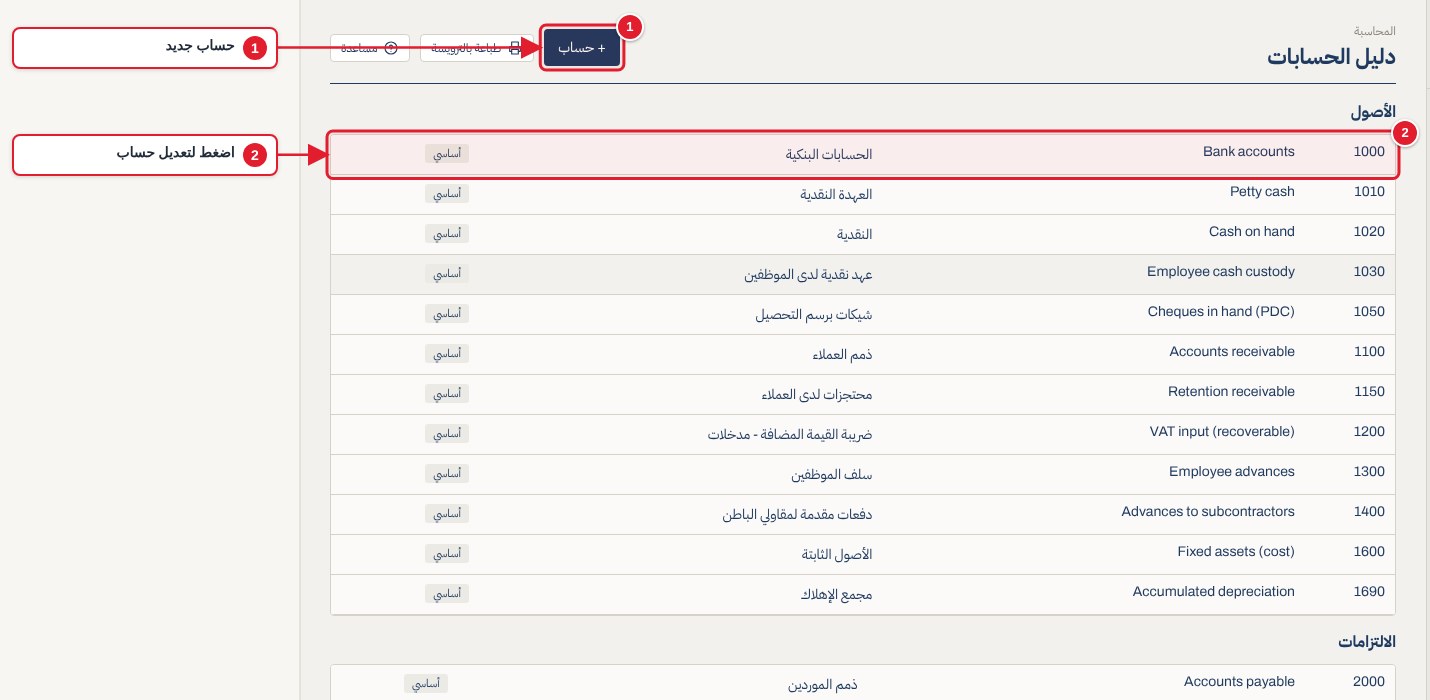 المحاسبة
دليل الحسابات
+ حساب
1
طباعة بالترويسة
مساعدة
1 حساب جديد
الأصول
2
2 اضغط لتعديل حساب
1000 Bank accounts الحسابات البنكية أساسي
1010 Petty cash العهدة النقدية أساسي
1020 Cash on hand النقدية أساسي
1030 Employee cash custody عهد نقدية لدى الموظفين أساسي
1050 Cheques in hand (PDC) شيكات برسم التحصيل أساسي
1100 Accounts receivable ذمم العملاء أساسي
1150 Retention receivable محتجزات لدى العملاء أساسي
1200 VAT input (recoverable) ضريبة القيمة المضافة - مدخلات أساسي
1300 Employee advances سلف الموظفين أساسي
1400 Advances to subcontractors دفعات مقدمة لمقاولي الباطن أساسي
1600 Fixed assets (cost) الأصول الثابتة أساسي
1690 Accumulated depreciation مجمع الإهلاك أساسي
الالتزامات
2000 Accounts payable ذمم الموردين أساسي